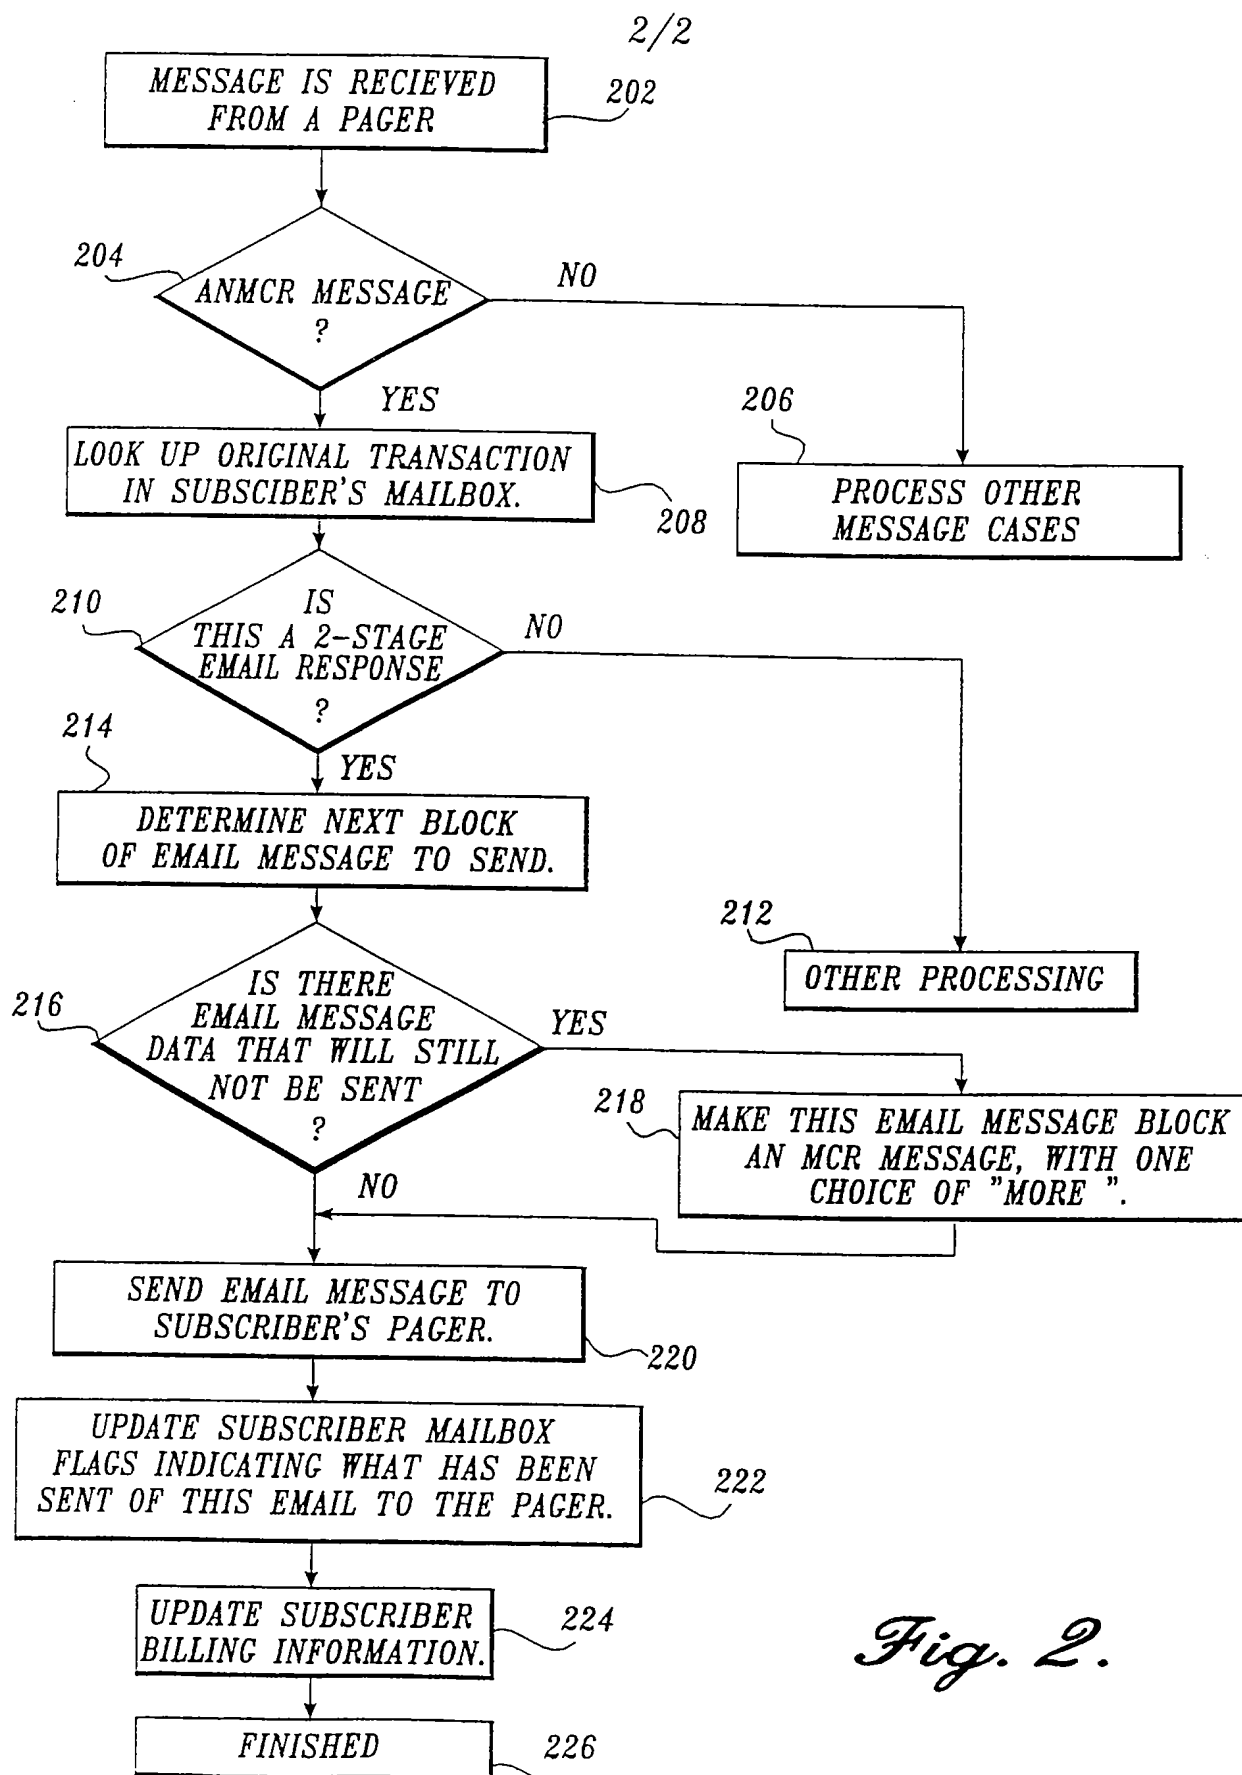 2/2
MESSAGE IS RECIEVED
FROM A PAGER
202
204
ANMCR MESSAGE
?
NO
YES
206
PROCESS OTHER
MESSAGE CASES
LOOK UP ORIGINAL TRANSACTION
IN SUBSCIBER'S MAILBOX.
208
210
IS
THIS A 2-STAGE
EMAIL RESPONSE
?
NO
YES
214
DETERMINE NEXT BLOCK
OF EMAIL MESSAGE TO SEND.
212
OTHER PROCESSING
216
IS THERE
EMAIL MESSAGE
DATA THAT WILL STILL
NOT BE SENT
?
YES
NO
218
MAKE THIS EMAIL MESSAGE BLOCK
AN MCR MESSAGE, WITH ONE
CHOICE OF "MORE ".
SEND EMAIL MESSAGE TO
SUBSCRIBER'S PAGER.
220
UPDATE SUBSCRIBER MAILBOX
FLAGS INDICATING WHAT HAS BEEN
SENT OF THIS EMAIL TO THE PAGER.
222
UPDATE SUBSCRIBER
BILLING INFORMATION.
224
FINISHED
226
Fig. 2.